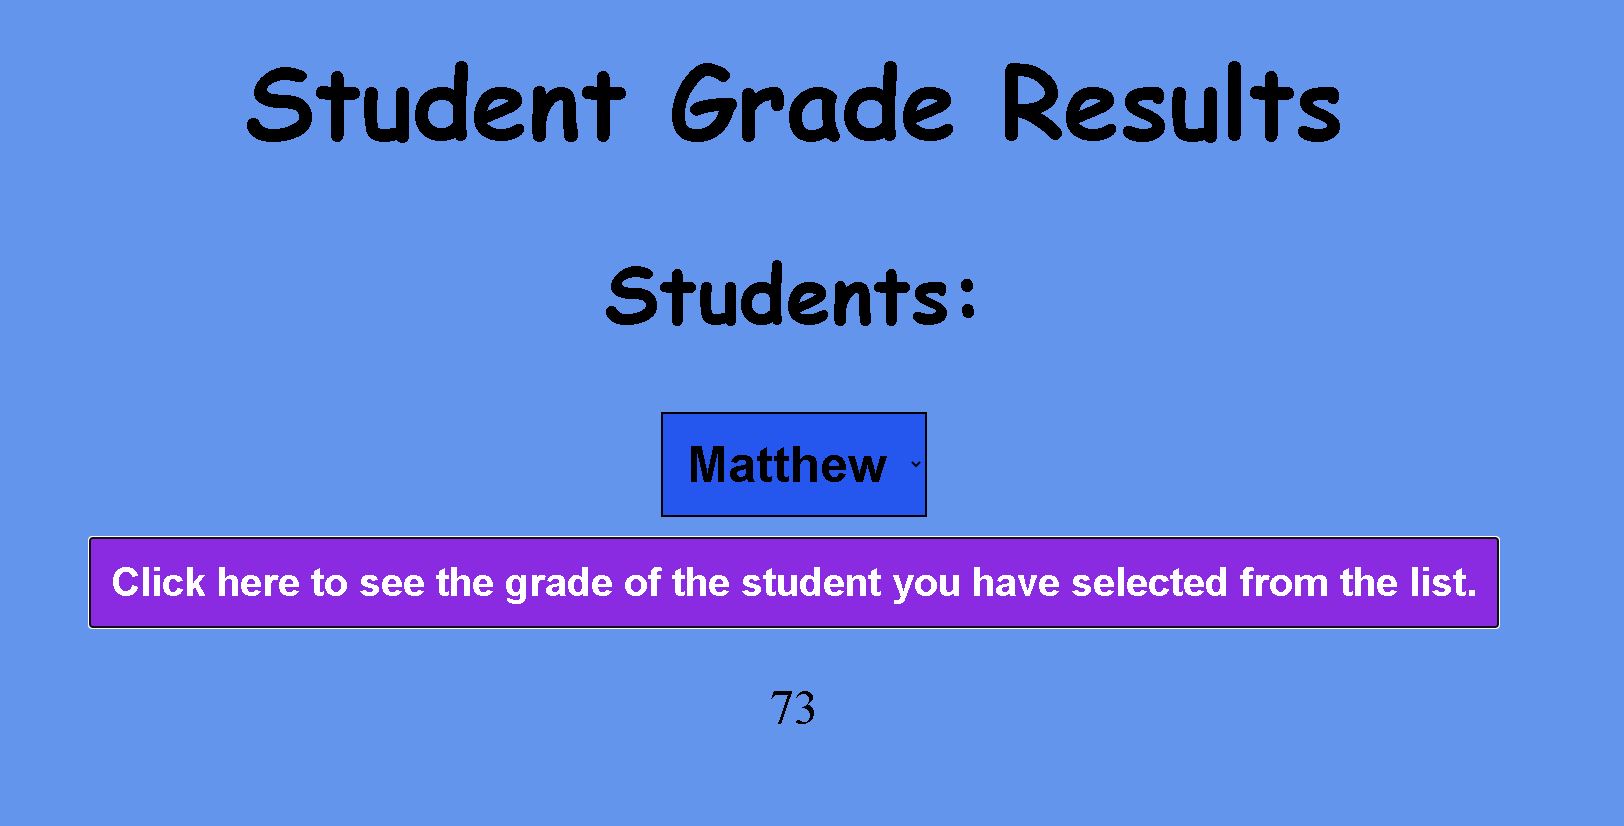 Student Grade Results
Students:
Matthew
Click here to see the grade of the student you have selected from the list.
73